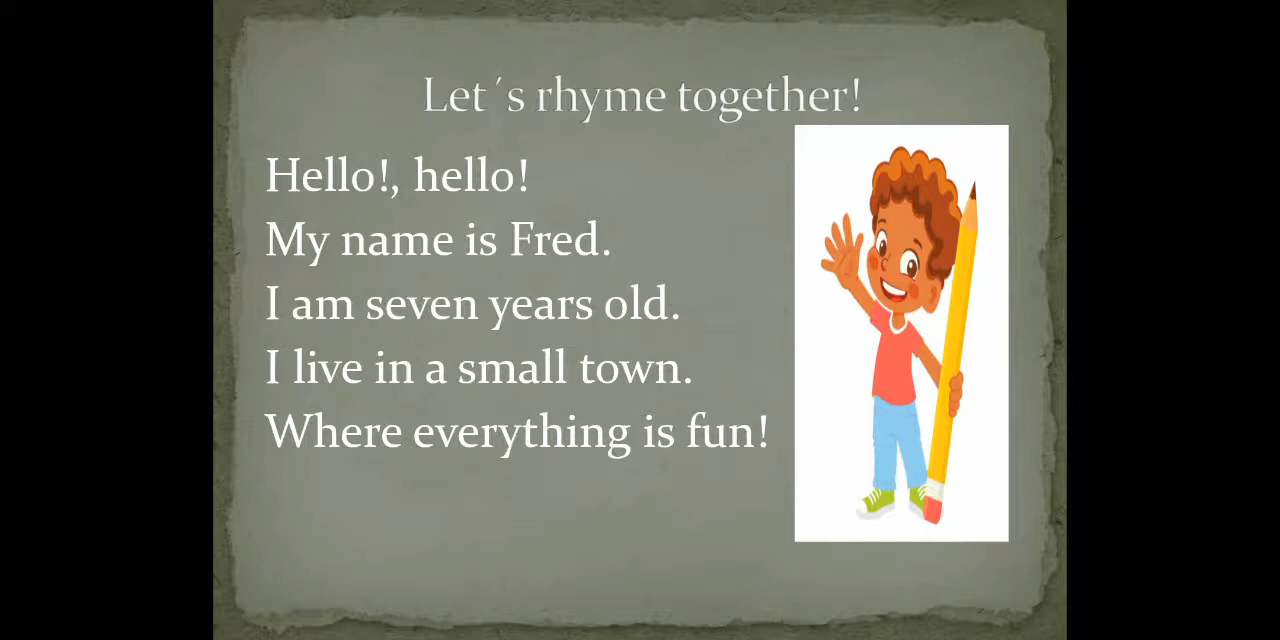 Let´s rhyme together!
Hello!, hello!
My name is Fred.
I am seven years old.
I live in a small town.
Where everything is fun!